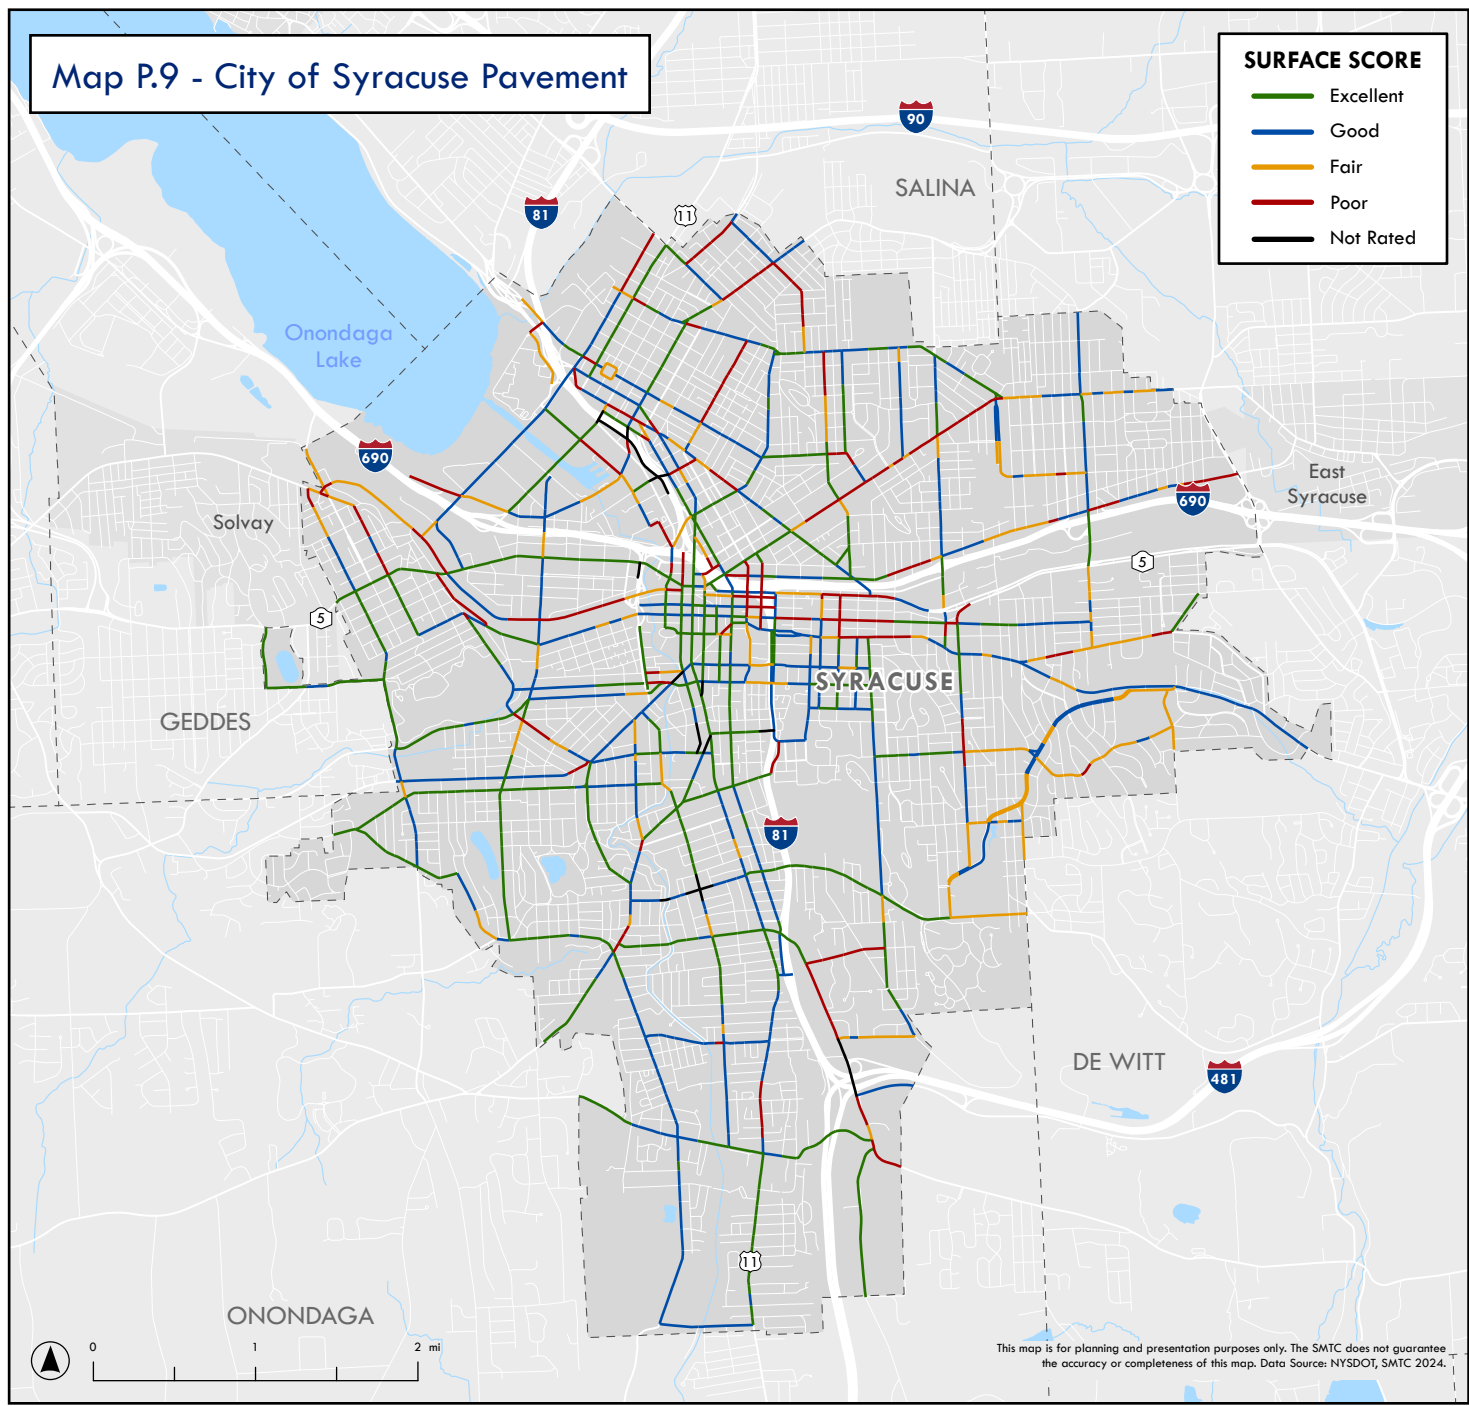 Map P.9 - City of Syracuse Pavement
SURFACE SCORE
Excellent
Good
Fair
Poor
Not Rated
90
SALINA
81
11
Onondaga
Lake
690
East
Syracuse
690
Solvay
5
5
SYRACUSE
GEDDES
81
DE WITT
481
11
ONONDAGA
0 1 2 mi
This map is for planning and presentation purposes only. The SMTC does not guarantee
the accuracy or completeness of this map. Data Source: NYSDOT, SMTC 2024.